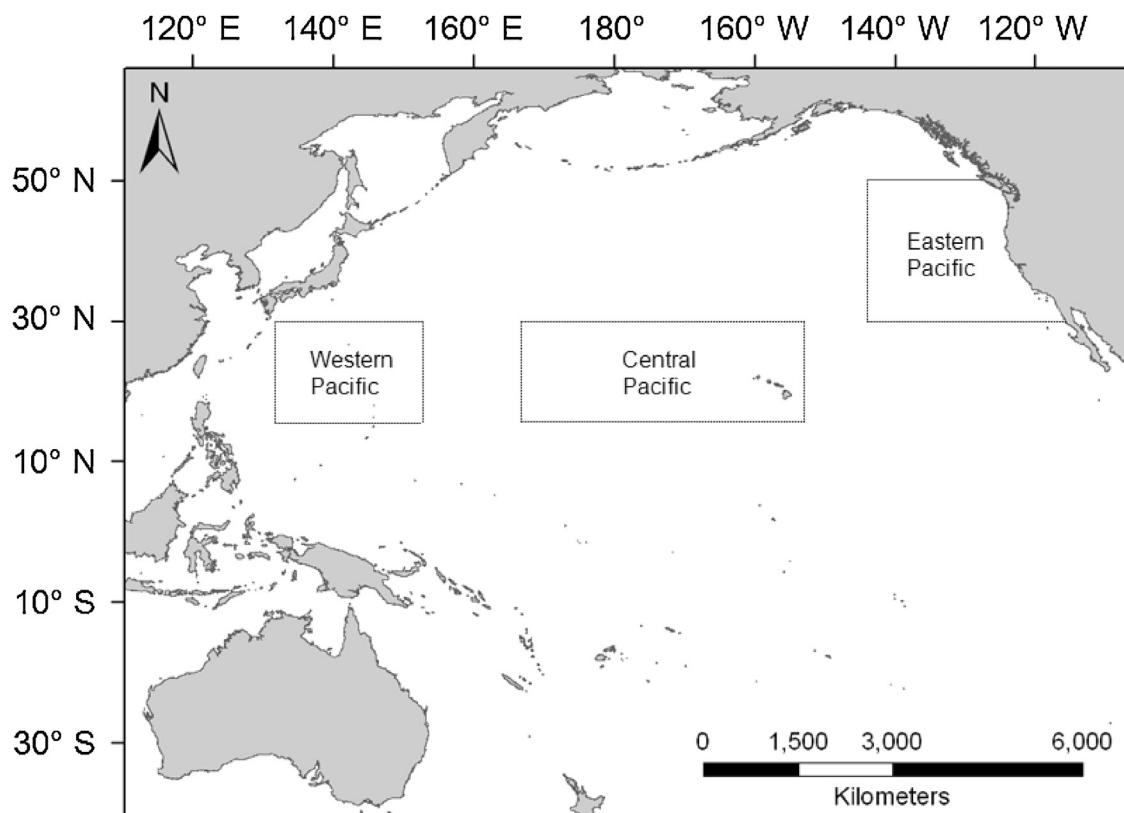 120° E 140° E 160° E 180° 160° W 140° W 120° W
N
50° N
30° N
10° N
10° S
30° S
Eastern
Pacific
Western
Pacific
Central
Pacific
0 1,500 3,000 6,000
Kilometers